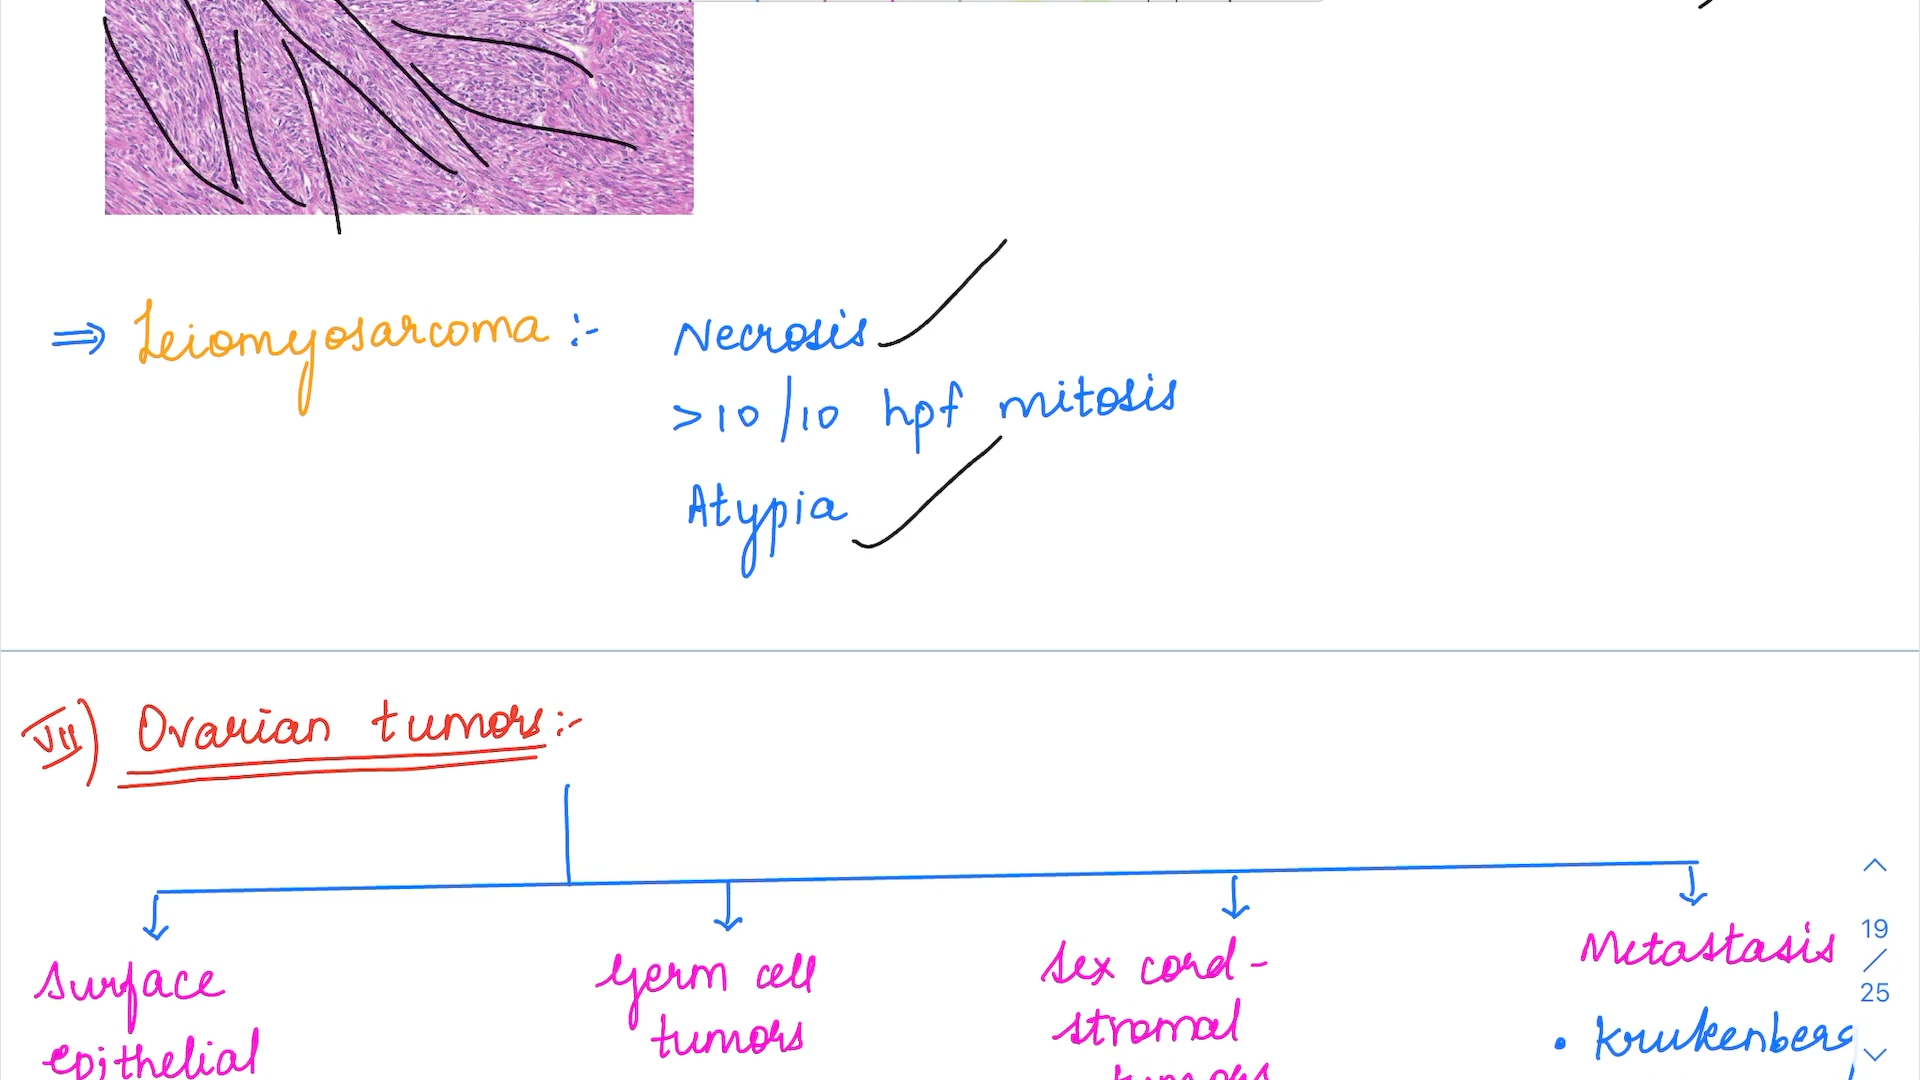 ⇒ Leiomyosarcoma :- Necrosis
>10/10 hpf mitosis
Atypia
VII) Ovarian tumors:-
Surface epithelial
Germ cell tumors
Sex cord-stromal tumors
Metastasis
• Krukenberg
19
/
25